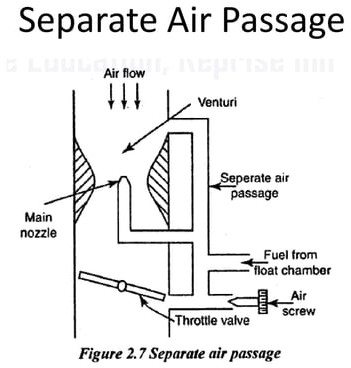 Separate Air Passage
Air flow
Venturi
Seperate air
passage
Main
nozzle
Fuel from
float chamber
Air
screw
Throttle valve
Figure 2.7 Separate air passage